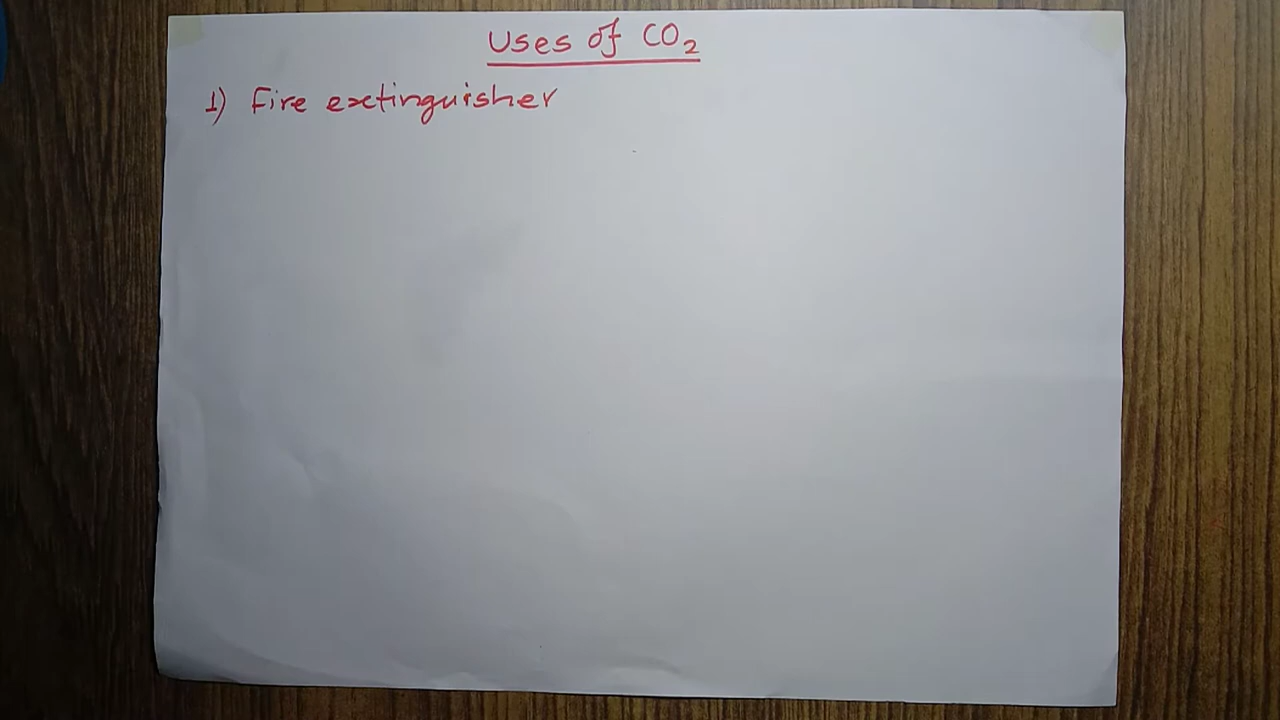 Uses of CO₂
1) Fire extinguisher